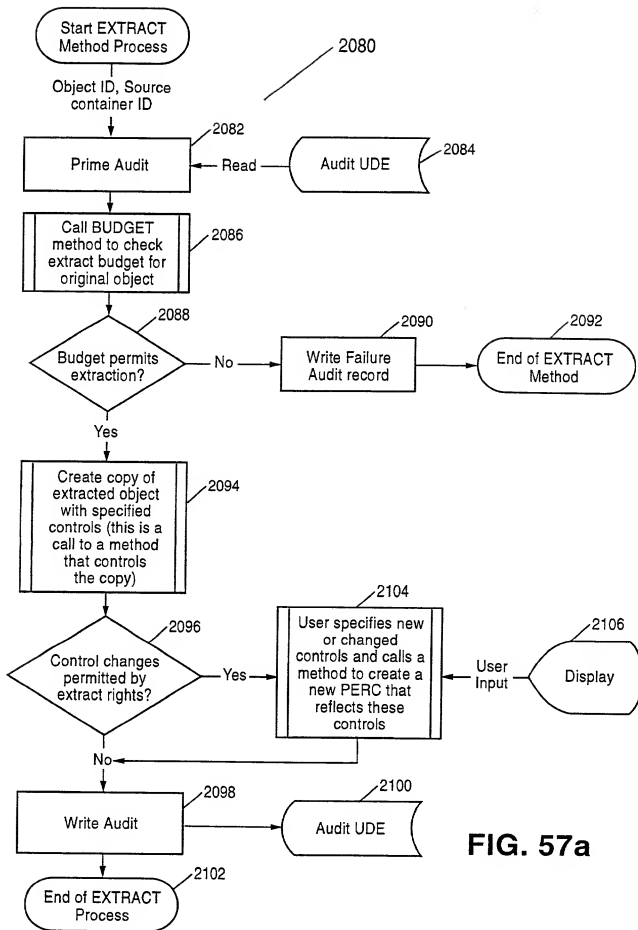 Start EXTRACT
Method Process
2080
Object ID, Source
container ID
2082
Prime Audit
Read
Audit UDE
2084
Call BUDGET
method to check
extract budget for
original object
2086
2088
Budget permits
extraction?
No
2090
Write Failure
Audit record
2092
End of EXTRACT
Method
Yes
Create copy of
extracted object
with specified
controls (this is a
call to a method
that controls
the copy)
2094
2096
Control changes
permitted by
extract rights?
Yes
2104
User specifies new
or changed
controls and calls a
method to create a
new PERC that
reflects these
controls
User
Input
2106
Display
No
2098
Write Audit
2100
Audit UDE
FIG. 57a
2102
End of EXTRACT
Process